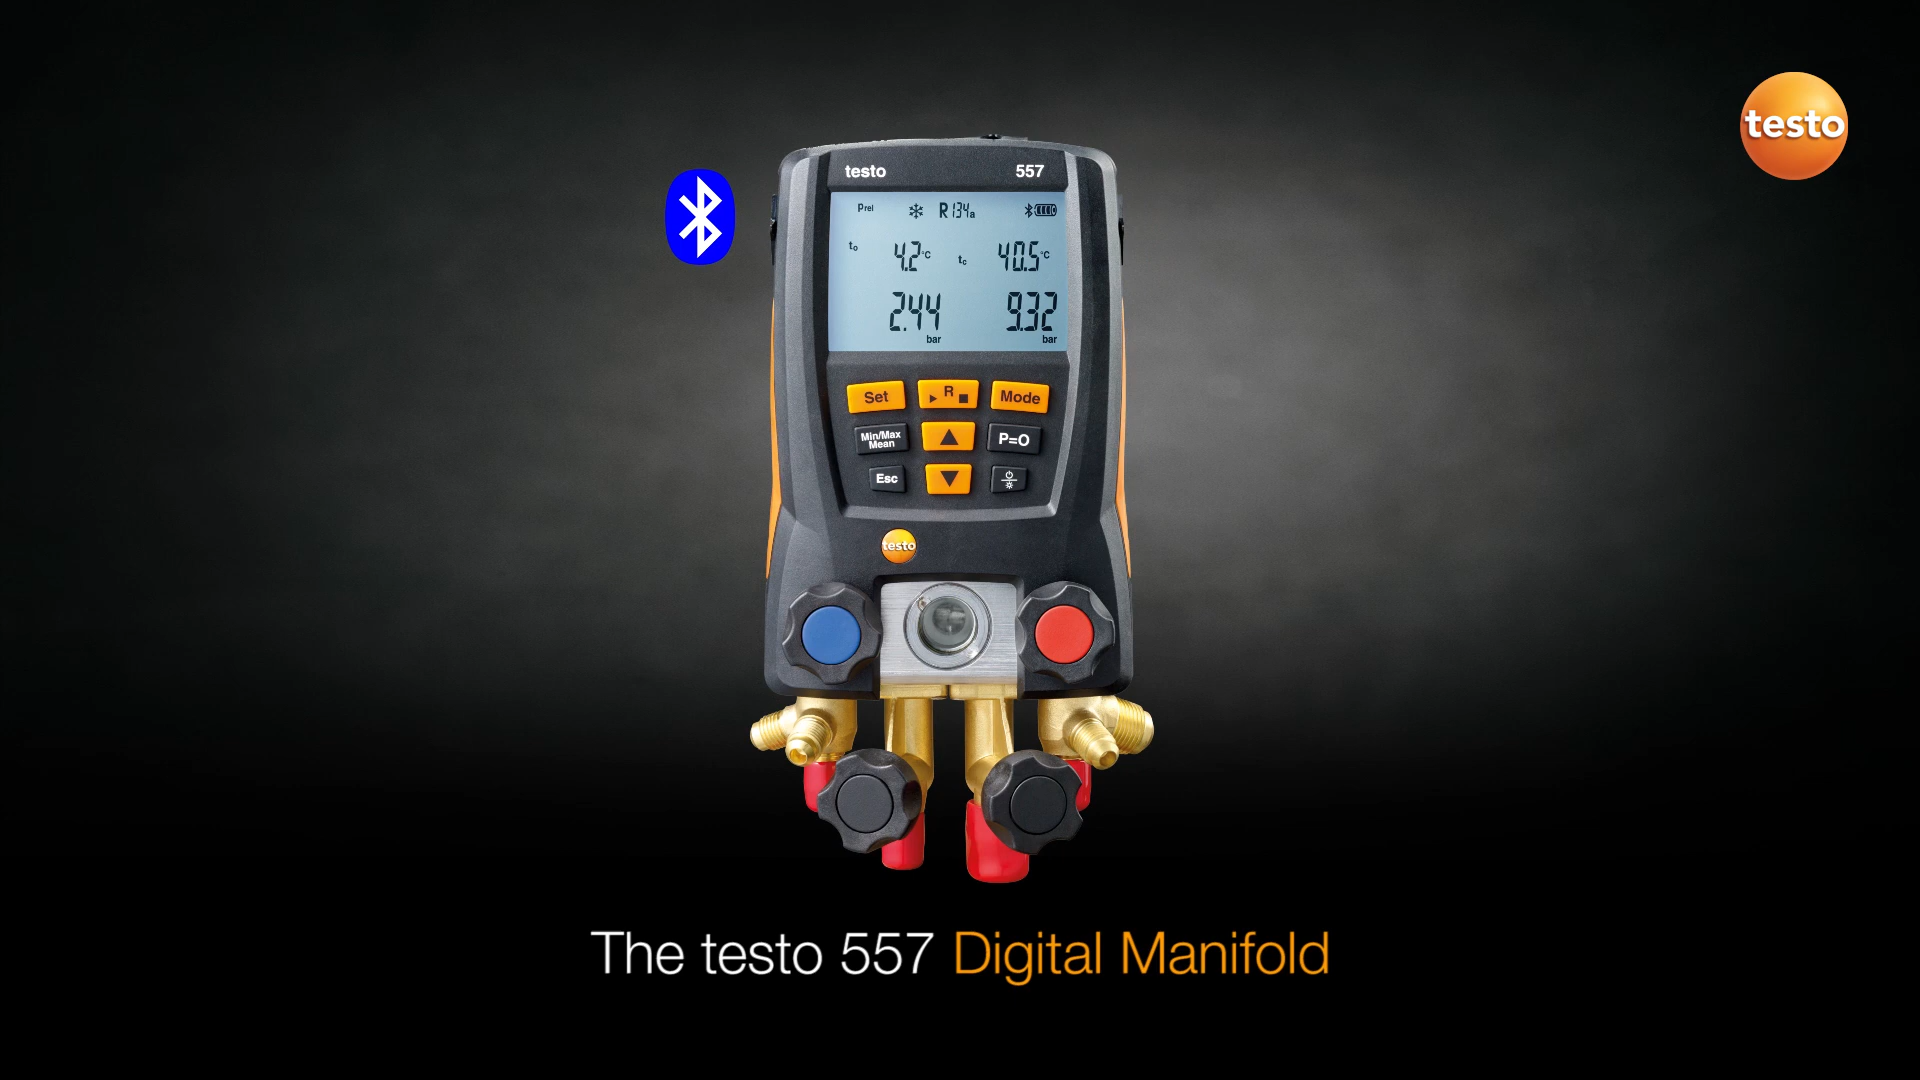 testo
testo 557
Prel R134a
to 4.2 °C tc 40.5 °C
2.44 9.32
bar bar
Set R Mode
Min/Max
Mean
P=O
Esc
testo
The testo 557 Digital Manifold